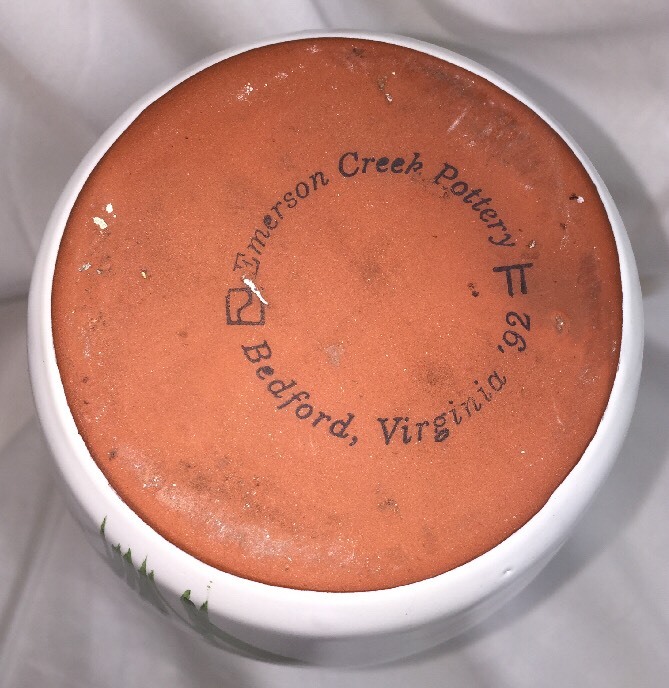 Emerson Creek Pottery
Bedford, Virginia '92